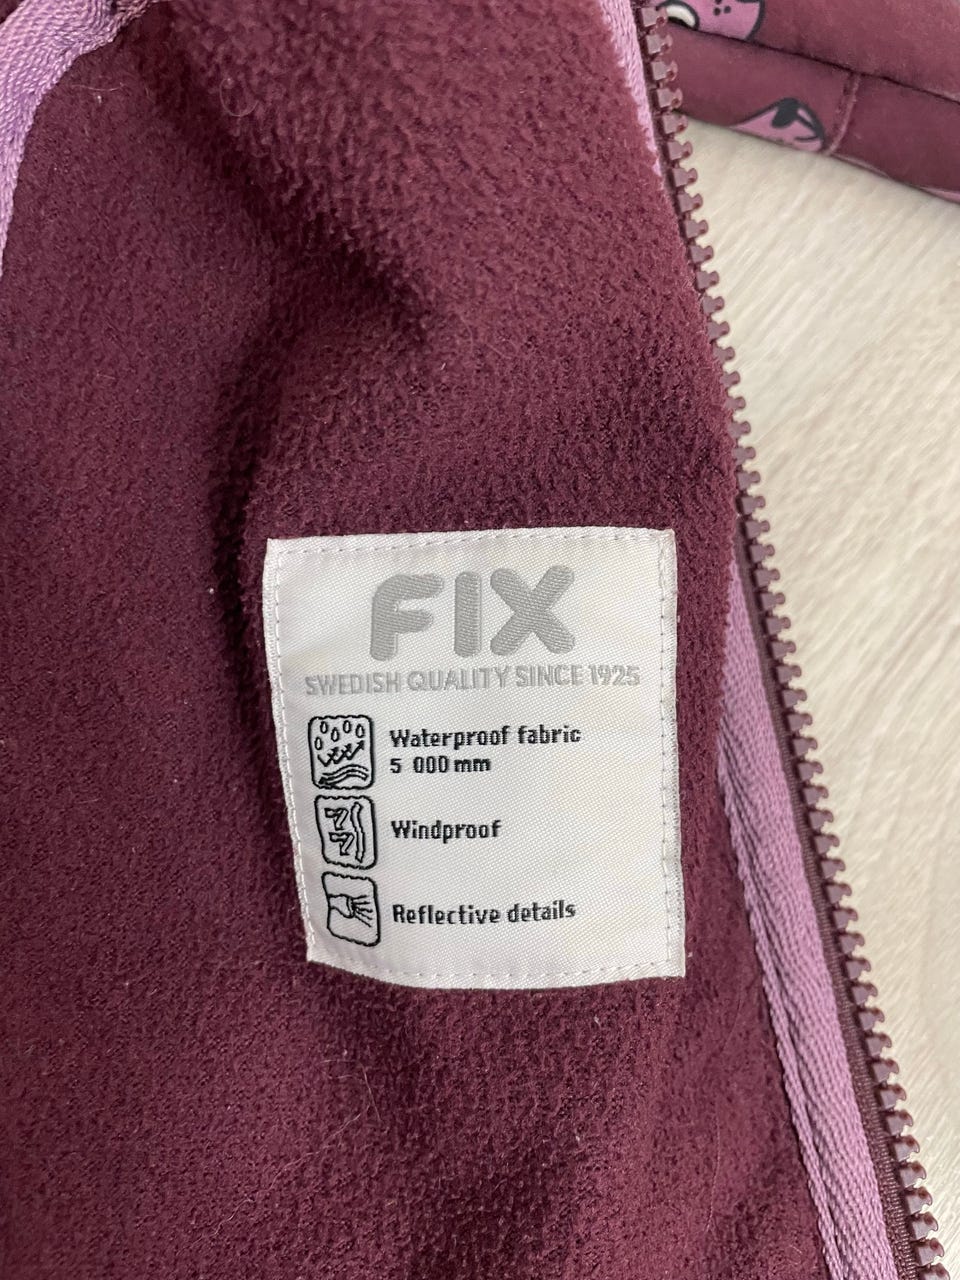 FIX
SWEDISH QUALITY SINCE 1925
Waterproof fabric
5 000 mm
Windproof
Reflective details